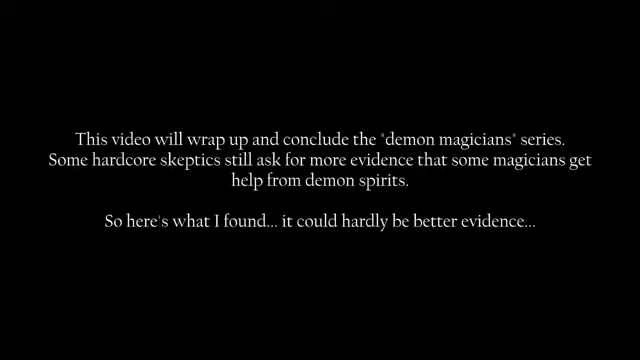 This video will wrap up and conclude the "demon magicians" series.
Some hardcore skeptics still ask for more evidence that some magicians get
help from demon spirits.
So here's what I found... it could hardly be better evidence...